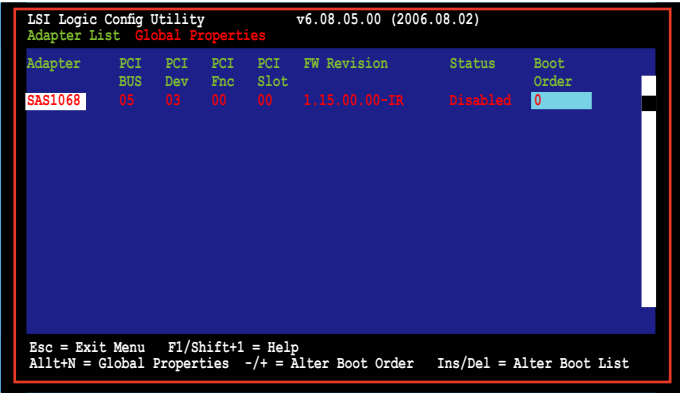 LSI Logic Config Utility v6.08.05.00 (2006.08.02)
Adapter List Global Properties
Adapter PCI PCI PCI PCI FW Revision Status Boot
BUS Dev Fnc Slot Order
SAS1068 05 03 00 00 1.15.00.00-IR Disabled 0
Esc = Exit Menu F1/Shift+1 = Help
Allt+N = Global Properties -/+ = Alter Boot Order Ins/Del = Alter Boot List